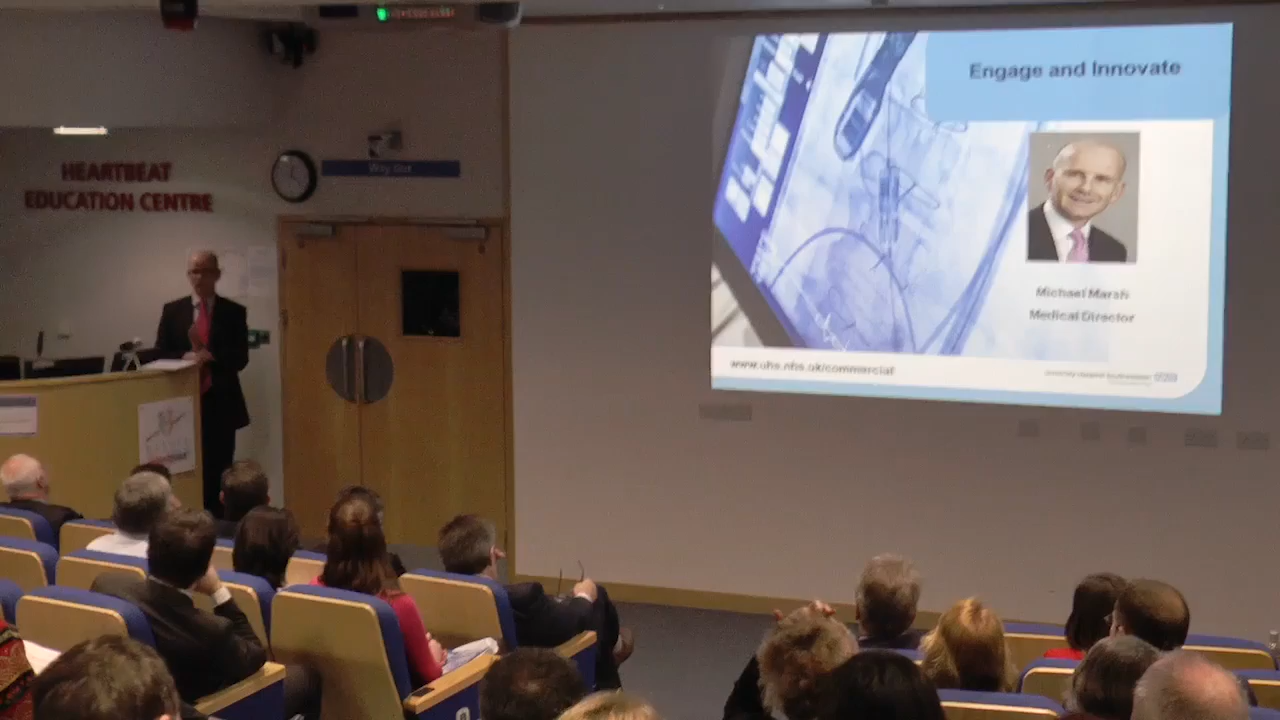 Engage and Innovate
HEARTBEAT
EDUCATION CENTRE
Way Out
Michael Marsh
Medical Director
www.uhs.nhs.uk/commercial